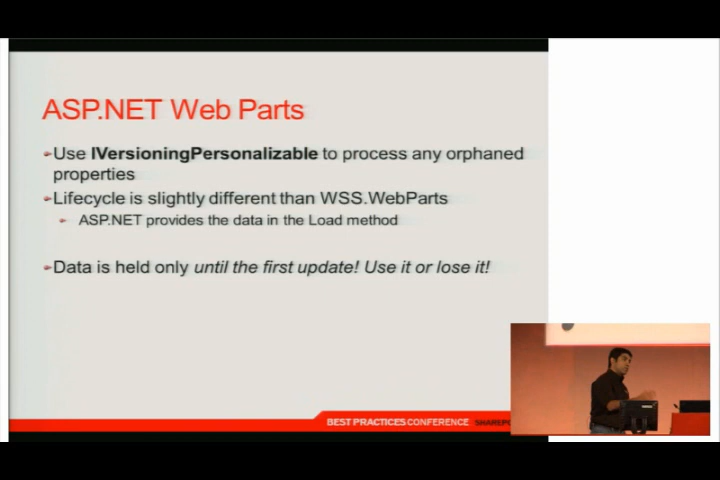 ASP.NET Web Parts
Use IVersioningPersonalizable to process any orphaned
properties
Lifecycle is slightly different than WSS.WebParts
ASP.NET provides the data in the Load method
Data is held only until the first update! Use it or lose it!
BEST PRACTICES CONFERENCE